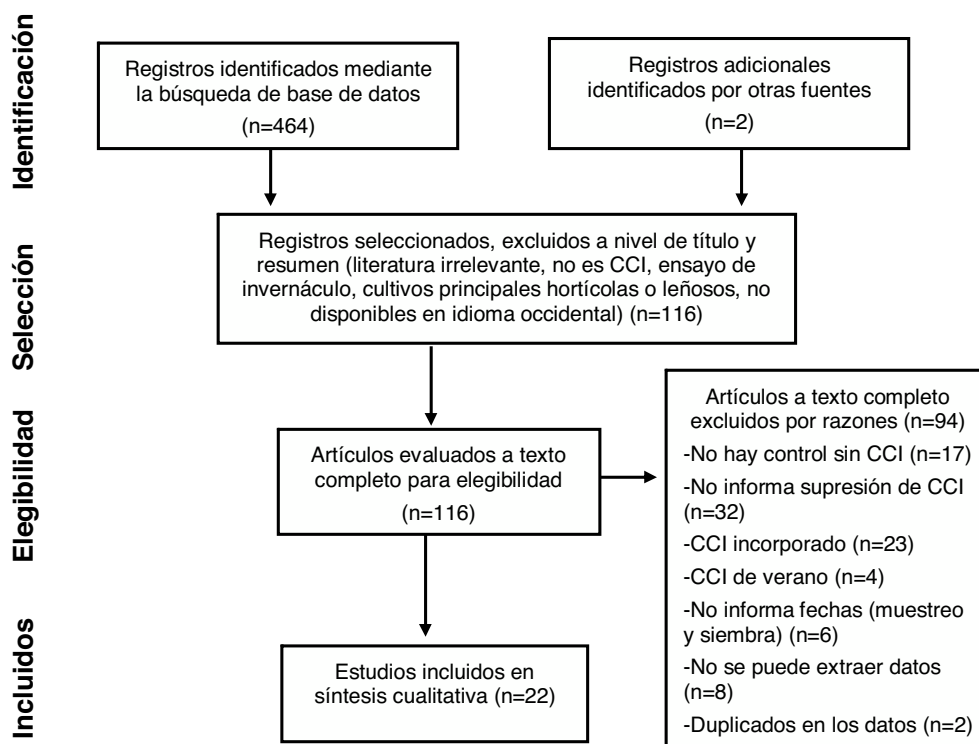 Identificación
Registros identificados mediante
la búsqueda de base de datos
(n=464)
Registros adicionales
identificados por otras fuentes
(n=2)
Selección
Registros seleccionados, excluidos a nivel de título y
resumen (literatura irrelevante, no es CCI, ensayo de
invernáculo, cultivos principales hortícolas o leñosos, no
disponibles en idioma occidental) (n=116)
Elegibilidad
Artículos evaluados a texto
completo para elegibilidad
(n=116)
Artículos a texto completo
excluidos por razones (n=94)
-No hay control sin CCI (n=17)
-No informa supresión de CCI
(n=32)
-CCI incorporado (n=23)
-CCI de verano (n=4)
-No informa fechas (muestreo
y siembra) (n=6)
-No se puede extraer datos
(n=8)
-Duplicados en los datos (n=2)
Incluidos
Estudios incluidos en
síntesis cualitativa (n=22)